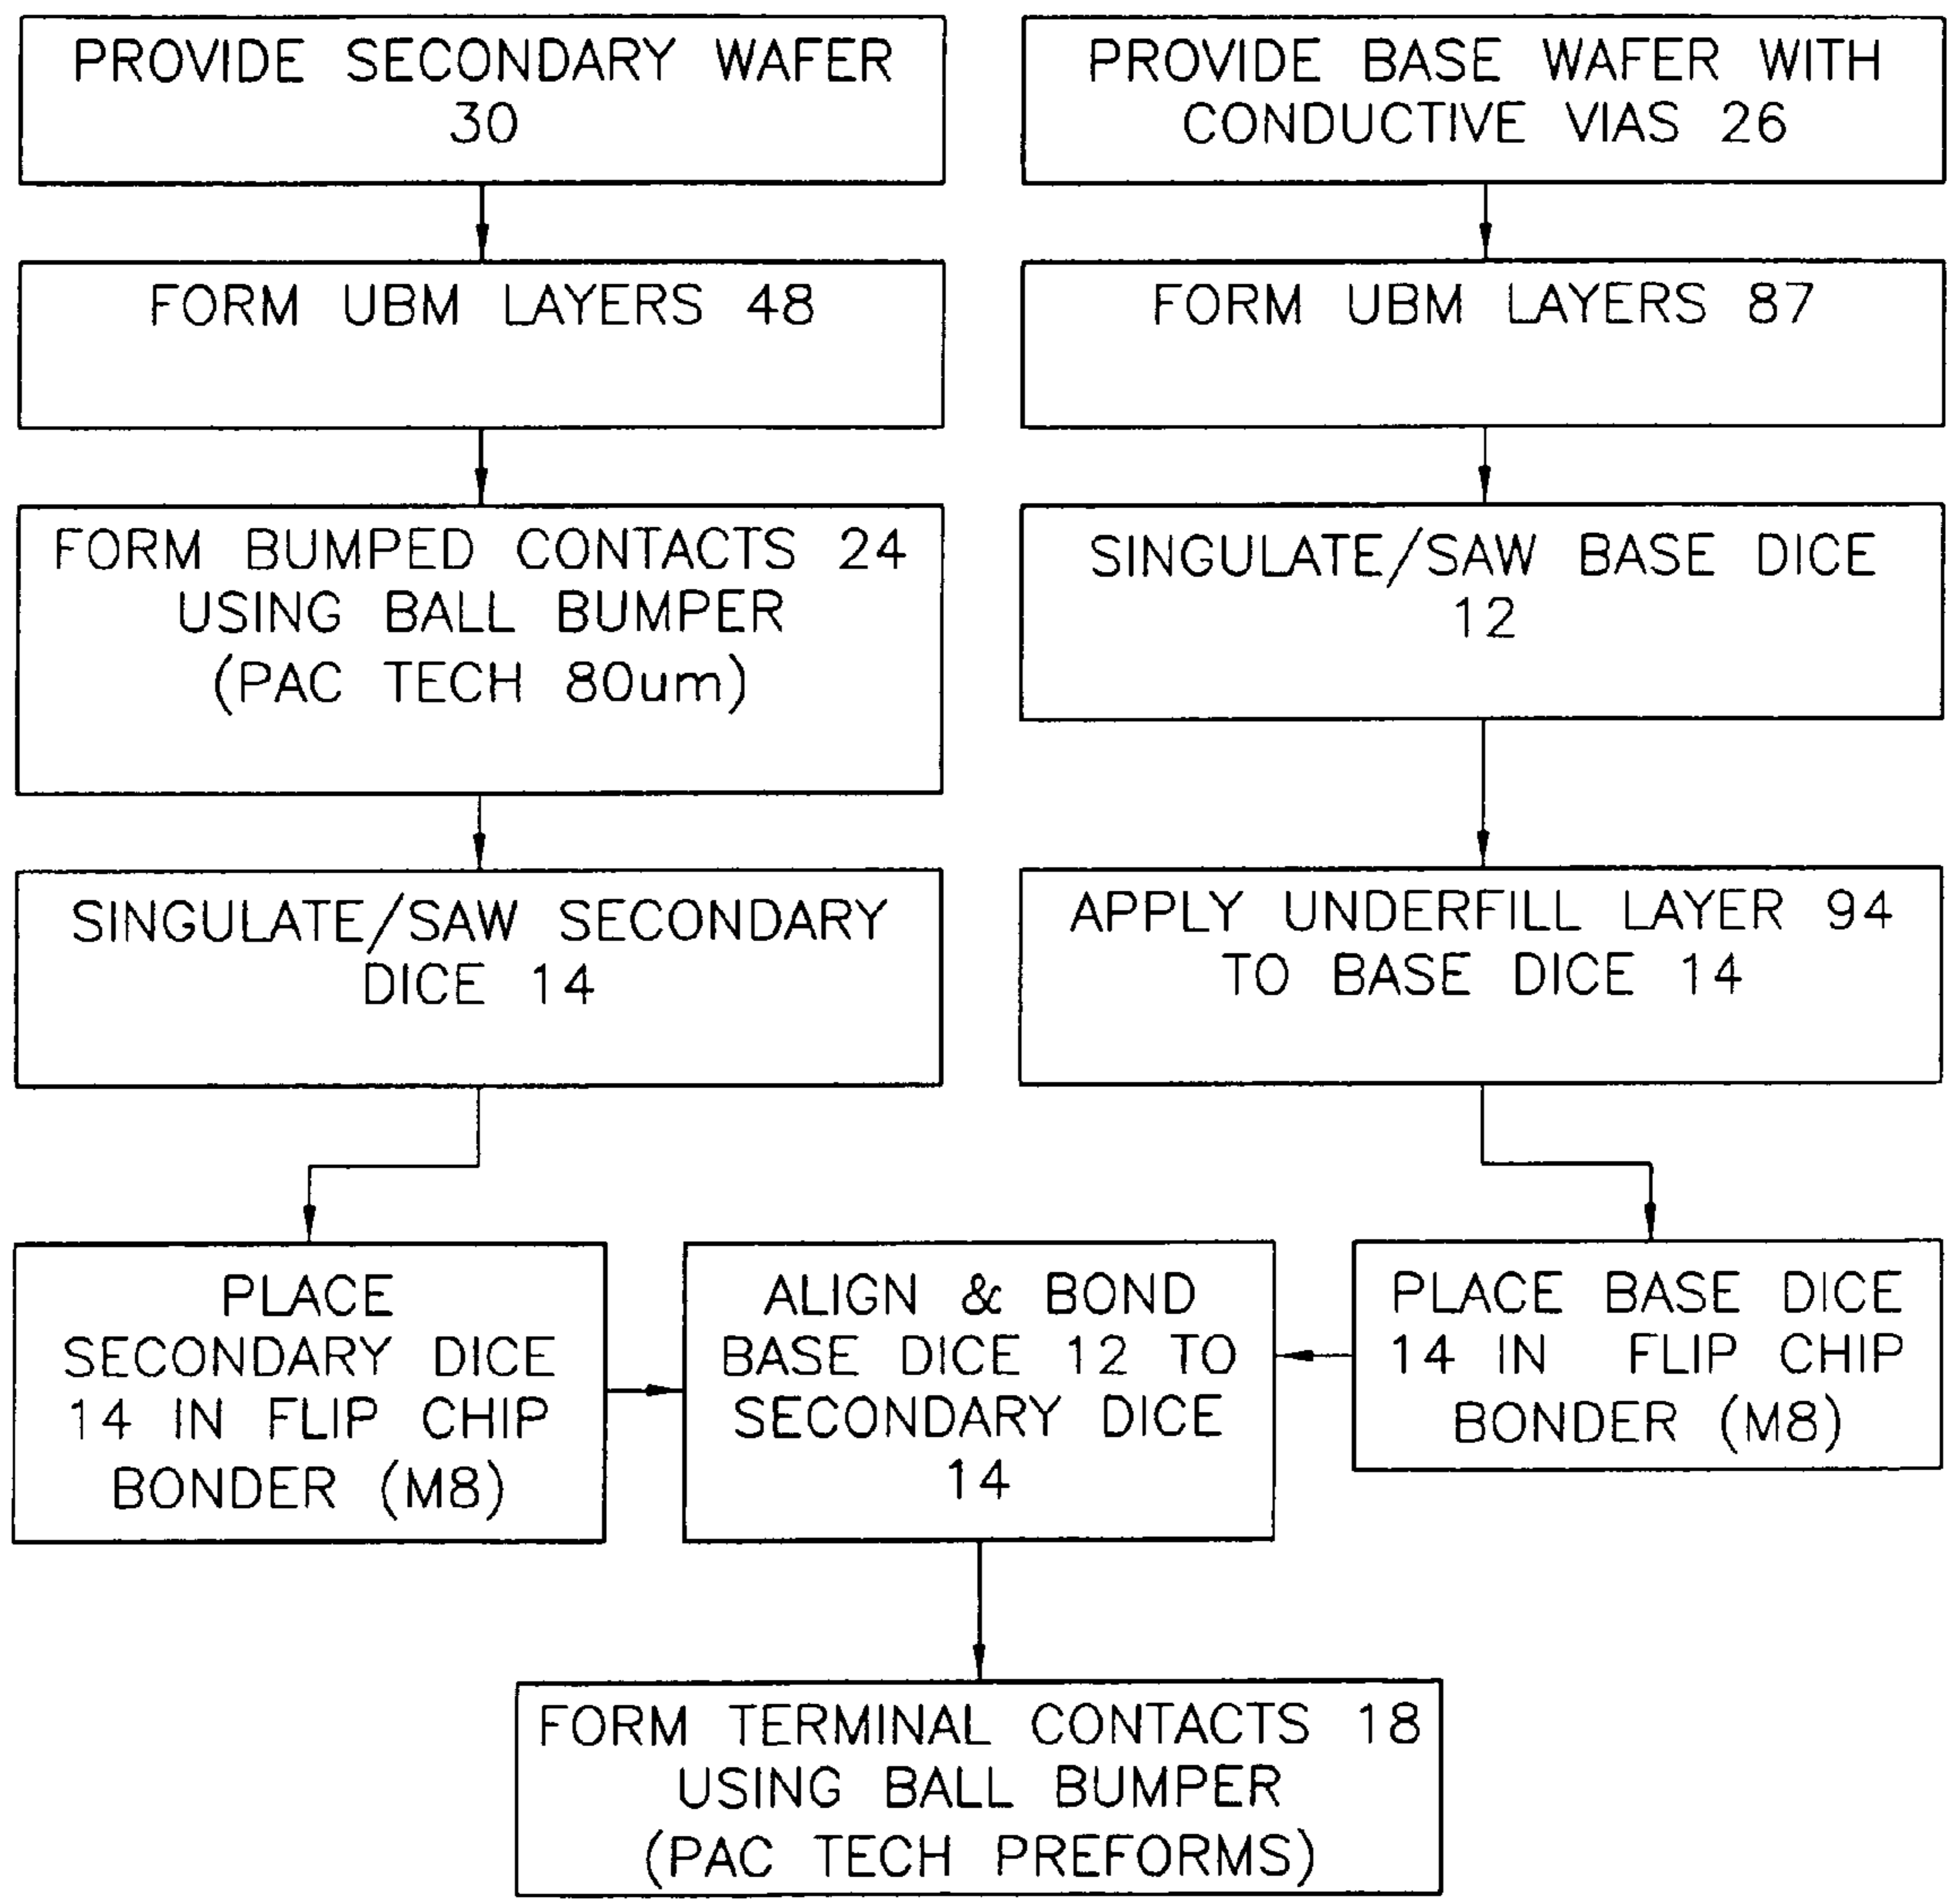 PROVIDE SECONDARY WAFER
30
PROVIDE BASE WAFER WITH
CONDUCTIVE VIAS 26
FORM UBM LAYERS 48
FORM UBM LAYERS 87
FORM BUMPED CONTACTS 24
USING BALL BUMPER
(PAC TECH 80um)
SINGULATE/SAW BASE DICE
12
SINGULATE/SAW SECONDARY
DICE 14
APPLY UNDERFILL LAYER 94
TO BASE DICE 14
PLACE
SECONDARY DICE
14 IN FLIP CHIP
BONDER (M8)
ALIGN & BOND
BASE DICE 12 TO
SECONDARY DICE
14
PLACE BASE DICE
14 IN FLIP CHIP
BONDER (M8)
FORM TERMINAL CONTACTS 18
USING BALL BUMPER
(PAC TECH PREFORMS)